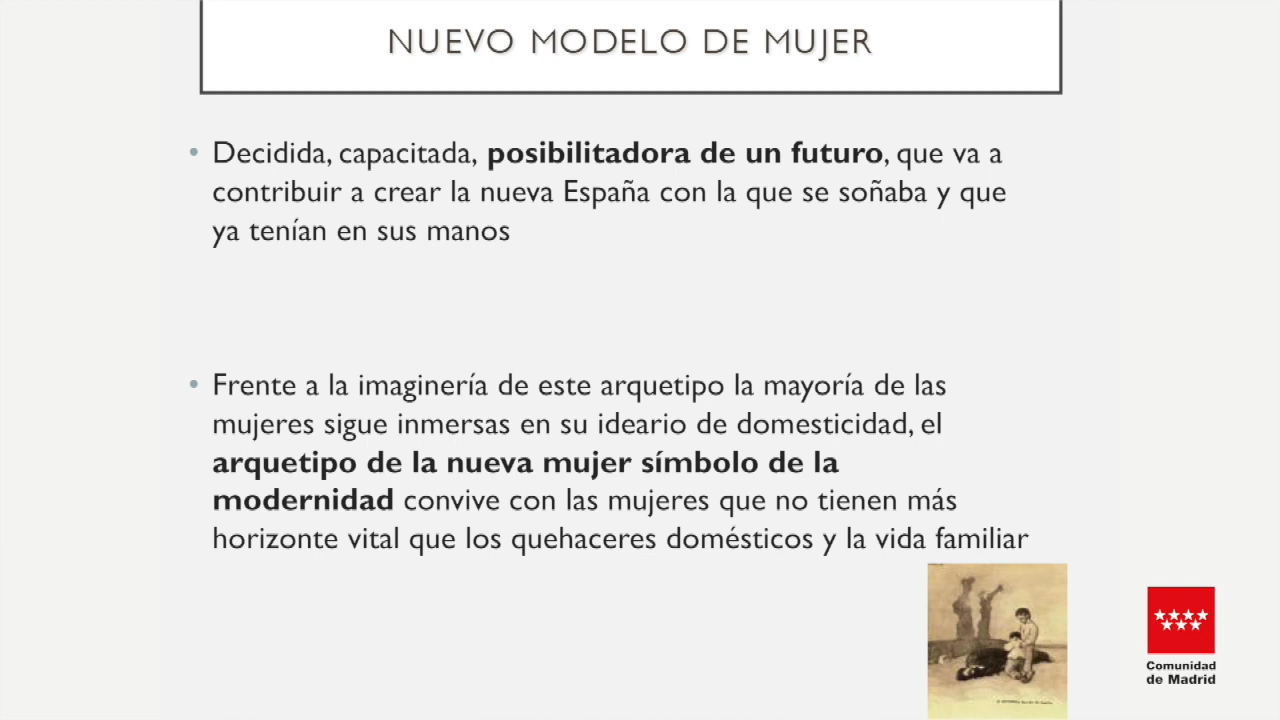 NUEVO MODELO DE MUJER
• Decidida, capacitada, posibilitadora de un futuro, que va a
contribuir a crear la nueva España con la que se soñaba y que
ya tenían en sus manos
• Frente a la imaginería de este arquetipo la mayoría de las
mujeres sigue inmersas en su ideario de domesticidad, el
arquetipo de la nueva mujer símbolo de la
modernidad convive con las mujeres que no tienen más
horizonte vital que los quehaceres domésticos y la vida familiar
Comunidad
de Madrid